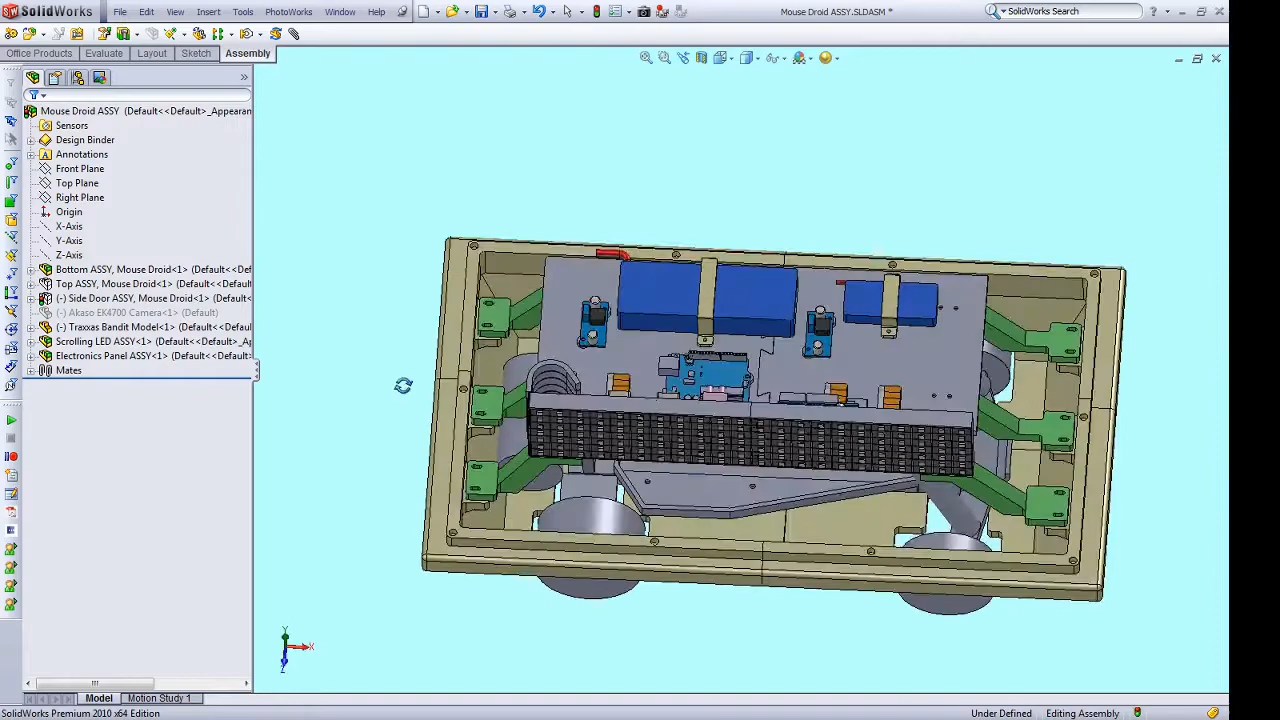 SolidWorks File Edit View Insert Tools PhotoWorks Window Help Mouse Droid ASSY.SLDASM * SolidWorks Search
Office Products Evaluate Layout Sketch Assembly
Mouse Droid ASSY (Default<<Default>_Appearan
Sensors
Design Binder
Annotations
Front Plane
Top Plane
Right Plane
Origin
X-Axis
Y-Axis
Z-Axis
Bottom ASSY, Mouse Droid<1> (Default<<Def
Top ASSY, Mouse Droid<1> (Default<<Default
(-) Side Door ASSY, Mouse Droid<1> (Default
(-) Akaso EK4700 Camera<1> (Default)
(-) Traxxas Bandit Model<1> (Default<<Defa
Scrolling LED ASSY<1> (Default<<Default>_Ap
Electronics Panel ASSY<1> (Default<Default>
Mates
Y
X
Z
Model Motion Study 1
SolidWorks Premium 2010 x64 Edition Under Defined Editing Assembly